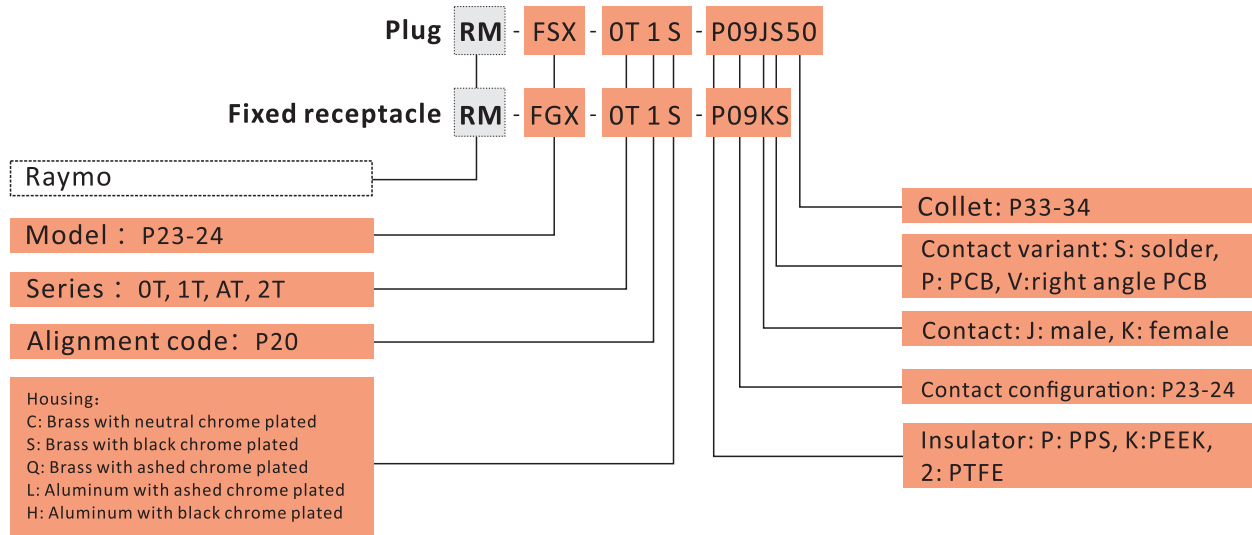 Plug RM - FSX - 0T 1 S - P09JS50
Fixed receptacle RM - FGX - 0T 1 S - P09KS
Raymo
Model： P23-24
Series： 0T, 1T, AT, 2T
Alignment code： P20
Housing：
C: Brass with neutral chrome plated
S: Brass with black chrome plated
Q: Brass with ashed chrome plated
L: Aluminum with ashed chrome plated
H: Aluminum with black chrome plated
Collet: P33-34
Contact variant： S: solder,
P: PCB, V:right angle PCB
Contact: J: male, K: female
Contact configuration: P23-24
Insulator: P: PPS, K:PEEK,
2: PTFE